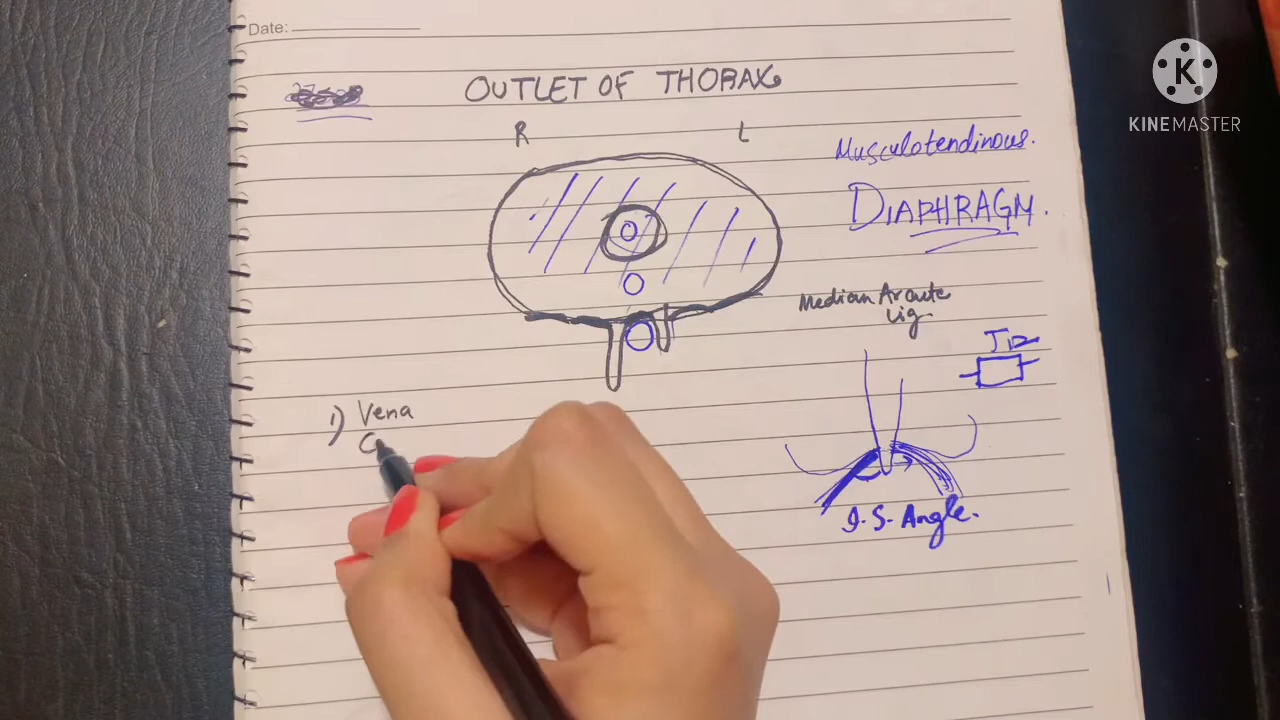 Date:
OUTLET OF THORAX
R L
Musculotendinous.
DIAPHRAGM.
Median Arcuate
Lig
T12
1) Vena
C
I.S. Angle.
K
KINEMASTER